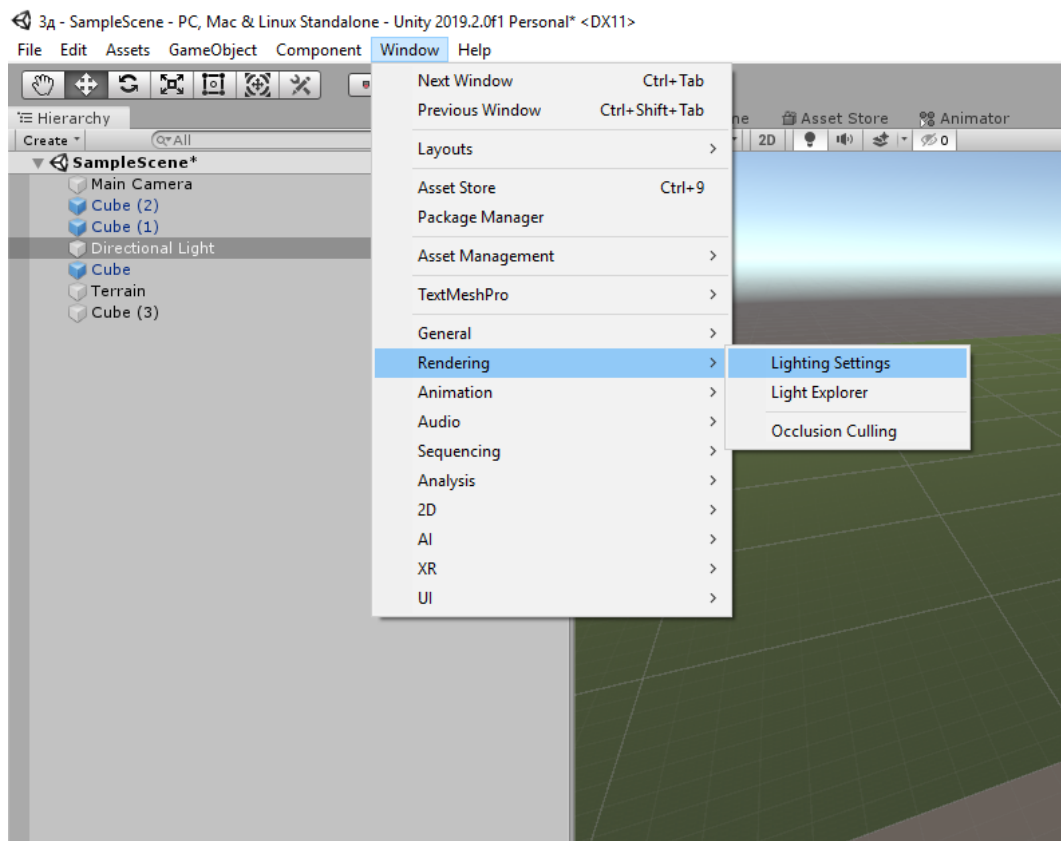 3д - SampleScene - PC, Mac & Linux Standalone - Unity 2019.2.0f1 Personal* <DX11>
File Edit Assets GameObject Component Window Help
Hierarchy
Create All
SampleScene*
Main Camera
Cube (2)
Cube (1)
Directional Light
Cube
Terrain
Cube (3)
Next Window Ctrl+Tab
Previous Window Ctrl+Shift+Tab
Layouts
Asset Store Ctrl+9
Package Manager
Asset Management
TextMeshPro
General
Rendering
Animation
Audio
Sequencing
Analysis
2D
AI
XR
UI
Lighting Settings
Light Explorer
Occlusion Culling
Asset Store Animator
2D 0